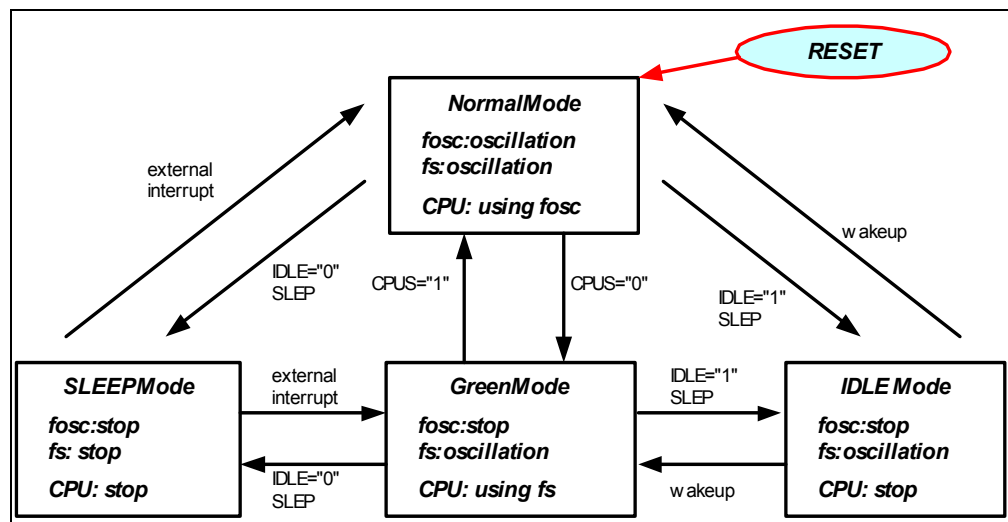 RESET
NormalMode
fosc:oscillation
fs:oscillation
CPU: using fosc
external
interrupt
wakeup
IDLE="0"
SLEP
CPUS="1"
CPUS="0"
IDLE="1"
SLEP
SLEEPMode
fosc:stop
fs: stop
CPU: stop
external
interrupt
IDLE="0"
SLEP
GreenMode
fosc:stop
fs:oscillation
CPU: using fs
IDLE="1"
SLEP
wakeup
IDLE Mode
fosc:stop
fs:oscillation
CPU: stop